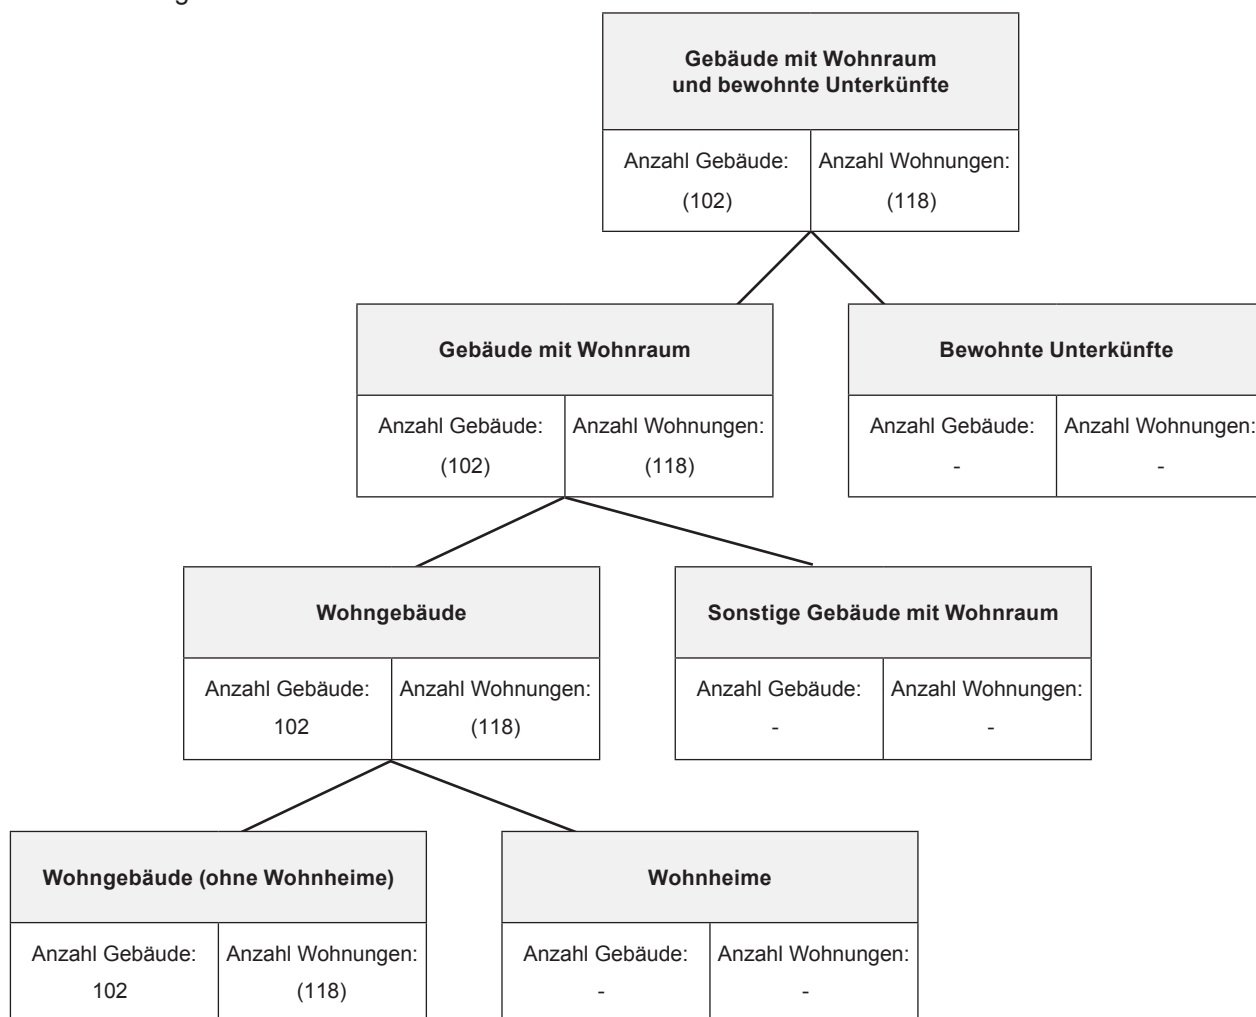 Gebäude mit Wohnraum
und bewohnte Unterkünfte
Anzahl Gebäude: Anzahl Wohnungen:
(102) (118)
Gebäude mit Wohnraum Bewohnte Unterkünfte
Anzahl Gebäude: Anzahl Wohnungen: Anzahl Gebäude: Anzahl Wohnungen:
(102) (118) - -
Wohngebäude Sonstige Gebäude mit Wohnraum
Anzahl Gebäude: Anzahl Wohnungen: Anzahl Gebäude: Anzahl Wohnungen:
102 (118) - -
Wohngebäude (ohne Wohnheime) Wohnheime
Anzahl Gebäude: Anzahl Wohnungen: Anzahl Gebäude: Anzahl Wohnungen:
102 (118) - -